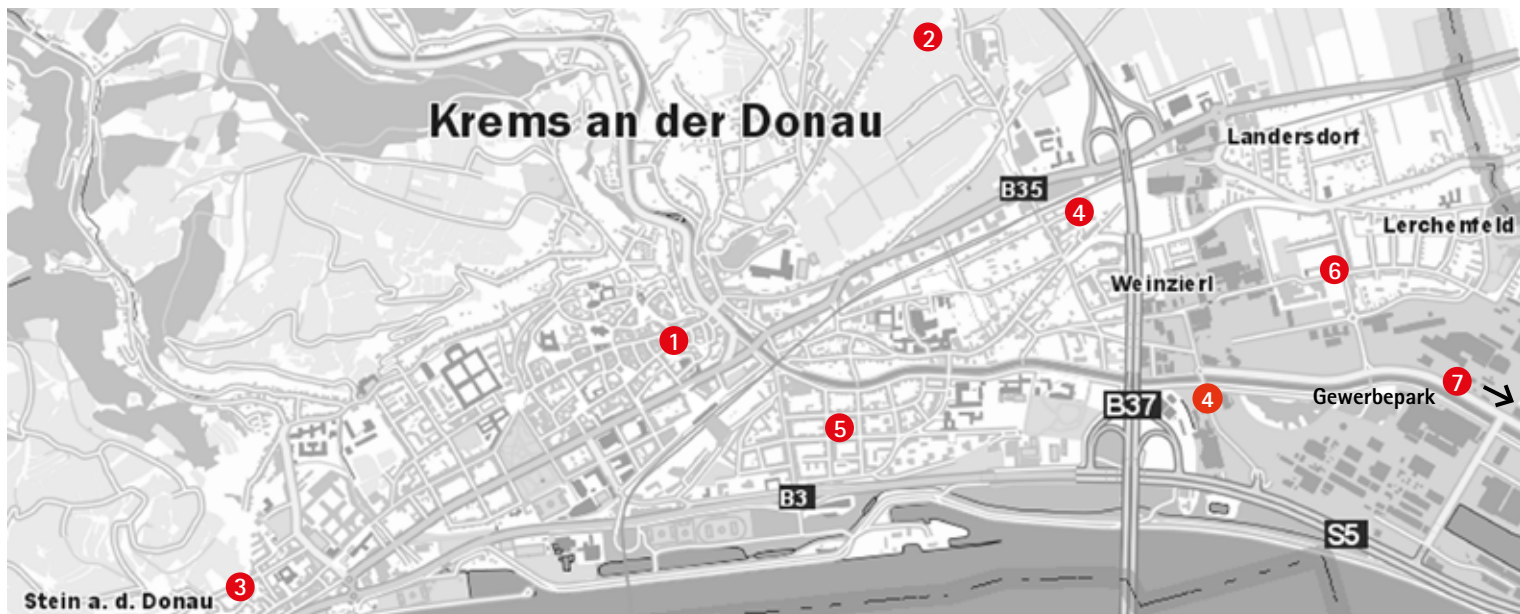 2
Krems an der Donau
Landersdorf
B35
4
Lerchenfeld
6
Weinzierl
1
7
Gewerbepark
B37
4
5
B3
S5
3
Stein a. d. Donau